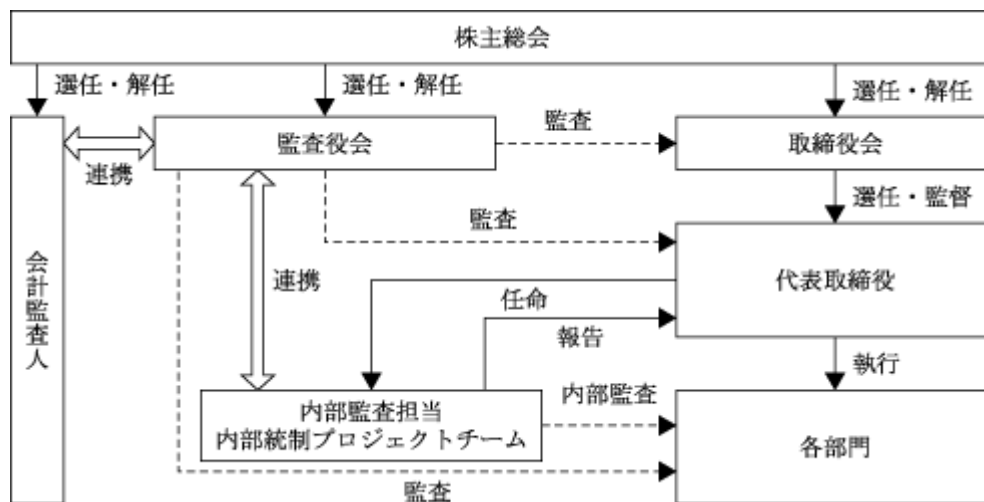 株主総会
選任・解任
選任・解任
選任・解任
監査役会
監査
取締役会
連携
選任・監督
監査
会計監査人
連携
代表取締役
任命
報告
執行
内部監査担当
内部統制プロジェクトチーム
内部監査
各部門
監査